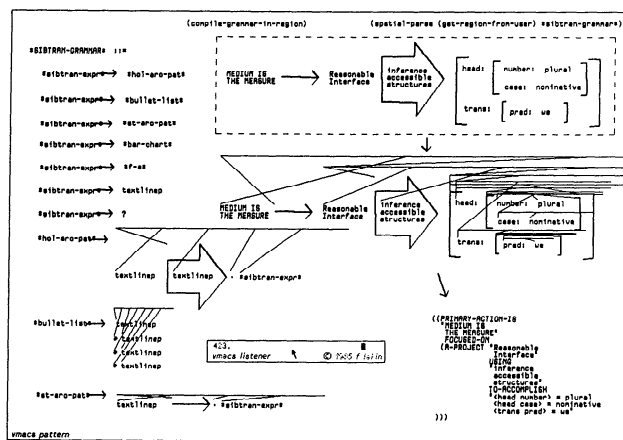 (compile-grammar-in-region)
(spatial-parse (get-region-from-user) *sibtran-grammar*)
*SIBTRAM-GRAMMAR* ::=
*sibtran-expr* *hol-aro-pat*
*sibtran-expr* *bullet-list*
*sibtran-expr* *st-aro-pat*
*sibtran-expr* *bar-chart*
*sibtran-expr* *f-s*
*sibtran-expr* textlinep
*sibtran-expr* ?
MEDIUM IS
THE MEASURE
Reasonable
Interface
inference
accessible
structures
head:
number: plural
case: nominative
trans:
pred: we
MEDIUM IS
THE MEASURE
Reasonable
Interface
inference
accessible
structures
head:
number: plural
case: nominative
trans:
pred: we
*hol-aro-pat*
textlinep
textlinep
*sibtran-expr*
*bullet-list*
textlinep
* textlinep
* textlinep
* textlinep
423.
vmacs listener
© 1985 f lakin
*st-aro-pat*
textlinep
*sibtran-expr*
((PRIMARY-ACTION-IS
"MEDIUM IS
THE MEASURE"
FOCUSED-ON
(A-PROJECT "Reasonable
Interface"
USING
"inference
accessible
structures"
TO-ACCOMPLISH
"(head number) = plural
(head case) = nominative
(trans pred) = we"
)))
vmacs pattern